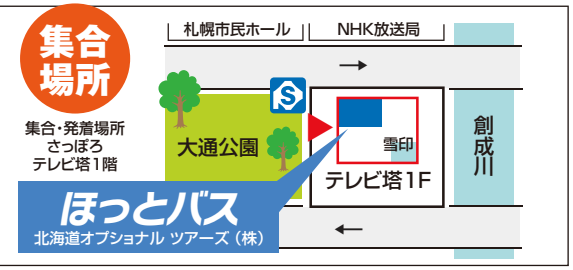 集合
場所
集合・発着場所
さっぽろ
テレビ塔1階
札幌市民ホール
NHK放送局
S
大通公園
雪印
テレビ塔1F
創成川
ほっとバス
北海道オプショナル ツアーズ（株）